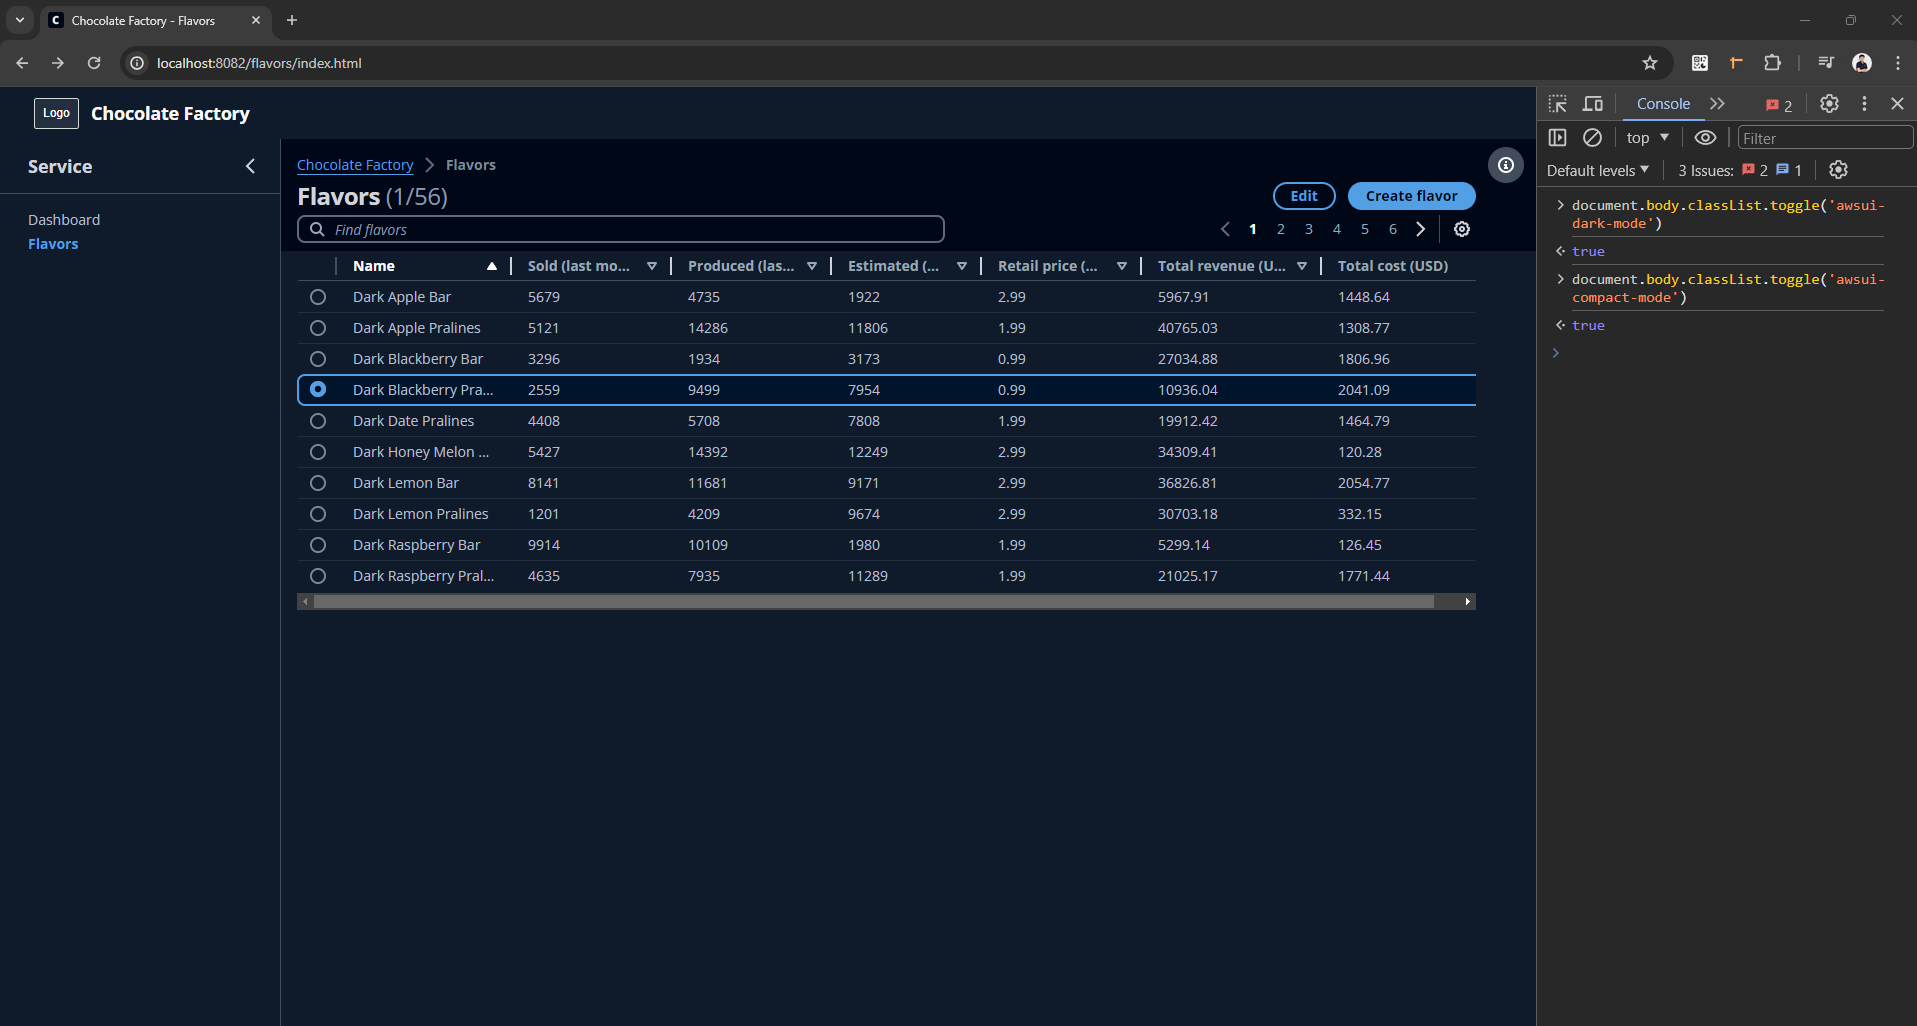 Chocolate Factory - Flavors
localhost:8082/flavors/index.html
Logo Chocolate Factory
Service
Dashboard
Flavors
Chocolate Factory > Flavors
Flavors (1/56)
Edit Create flavor
Find flavors
1 2 3 4 5 6
Name Sold (last mo... Produced (las... Estimated (... Retail price (... Total revenue (U... Total cost (USD)
Dark Apple Bar 5679 4735 1922 2.99 5967.91 1448.64
Dark Apple Pralines 5121 14286 11806 1.99 40765.03 1308.77
Dark Blackberry Bar 3296 1934 3173 0.99 27034.88 1806.96
Dark Blackberry Pra... 2559 9499 7954 0.99 10936.04 2041.09
Dark Date Pralines 4408 5708 7808 1.99 19912.42 1464.79
Dark Honey Melon ... 5427 14392 12249 2.99 34309.41 120.28
Dark Lemon Bar 8141 11681 9171 2.99 36826.81 2054.77
Dark Lemon Pralines 1201 4209 9674 2.99 30703.18 332.15
Dark Raspberry Bar 9914 10109 1980 1.99 5299.14 126.45
Dark Raspberry Pral... 4635 7935 11289 1.99 21025.17 1771.44
Console 2
top Filter
Default levels 3 Issues: 2 1
document.body.classList.toggle('awsui-
dark-mode')
true
document.body.classList.toggle('awsui-
compact-mode')
true